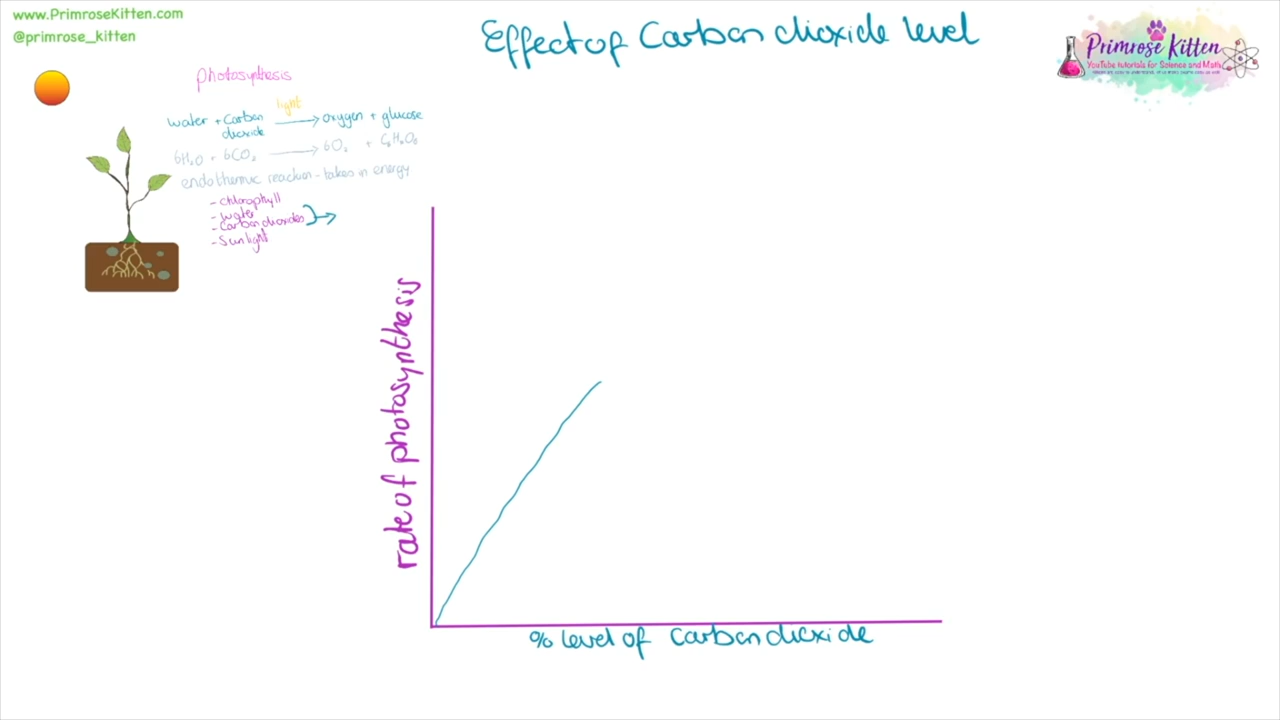 www.PrimroseKitten.com
@primrose_kitten
Effect of Carbon dioxide level
Primrose Kitten
YouTube tutorials for Science and Maths
photosynthesis
light
water + Carbon dioxide → oxygen + glucose
6H₂O + 6CO₂ → 6O₂ + C₆H₁₂O₆
endothermic reaction - takes in energy
- chlorophyll
- water
- Carbon dioxides
- Sunlight
rate of photosynthesis
% level of Carbon dioxide